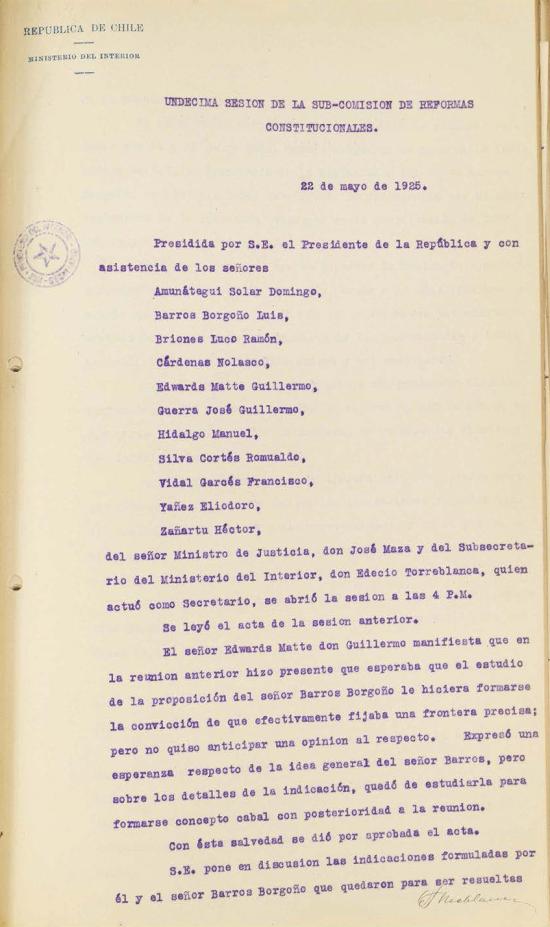 REPUBLICA DE CHILE
MINISTERIO DEL INTERIOR
UNDECIMA SESION DE LA SUB-COMISION DE REFORMAS
CONSTITUCIONALES.
22 de mayo de 1925.
Presidida por S.E. el Presidente de la República y con
asistencia de los señores
Amunátegui Solar Domingo,
Barros Borgoño Luis,
Briones Luco Ramón,
Cárdenas Nolasco,
Edwards Matte Guillermo,
Guerra José Guillermo,
Hidalgo Manuel,
Silva Cortés Romualdo,
Vidal Garcés Francisco,
Yañez Eliodoro,
Zañartu Héctor,
del señor Ministro de Justicia, don José Maza y del Subsecreta-
rio del Ministerio del Interior, don Edecio Torreblanca, quien
actuó como Secretario, se abrió la sesion a las 4 P.M.
Se leyó el acta de la sesion anterior.
El señor Edwards Matte don Guillermo manifiesta que en
la reunion anterior hizo presente que esperaba que el estudio
de la proposición del señor Barros Borgoño le hiciera formarse
la convicción de que efectivamente fijaba una frontera precisa;
pero no quiso anticipar una opinion al respecto. Expresó una
esperanza respecto de la idea general del señor Barros, pero
sobre los detalles de la indicación, quedó de estudiarla para
formarse concepto cabal con posterioridad a la reunion.
Con ésta salvedad se dió por aprobada el acta.
S.E. pone en discusion las indicaciones formuladas por
él y el señor Barros Borgoño que quedaron para ser resueltas